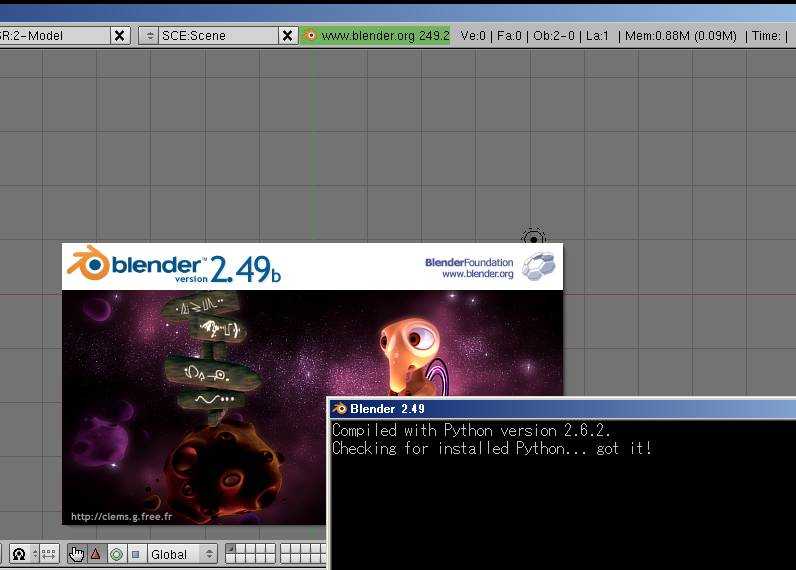 SR:2-Model
SCE:Scene
www.blender.org 249.2
Ve:0 | Fa:0 | Ob:2-0 | La:1 | Mem:0.88M (0.09M) | Time: |
blender™
version 2.49b
BlenderFoundation
www.blender.org
http://clems.g.free.fr
Blender 2.49
Compiled with Python version 2.6.2.
Checking for installed Python... got it!
Global